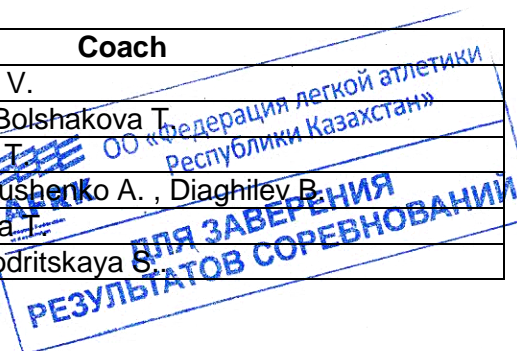 Coach
V.
Bolshakova T.
T.
ushenko A. , Diaghilev B.
a T.
odritskaya S..
ОО «Федерация легкой атлетики
Республики Казахстан»
ДЛЯ ЗАВЕРЕНИЯ
РЕЗУЛЬТАТОВ СОРЕВНОВАНИЙ